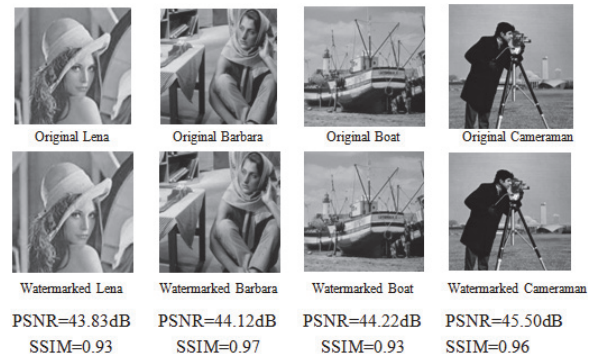 Original Lena
Original Barbara
Original Boat
Original Cameraman
Watermarked Lena
Watermarked Barbara
Watermarked Boat
Watermarked Cameraman
PSNR=43.83dB
PSNR=44.12dB
PSNR=44.22dB
PSNR=45.50dB
SSIM=0.93
SSIM=0.97
SSIM=0.93
SSIM=0.96